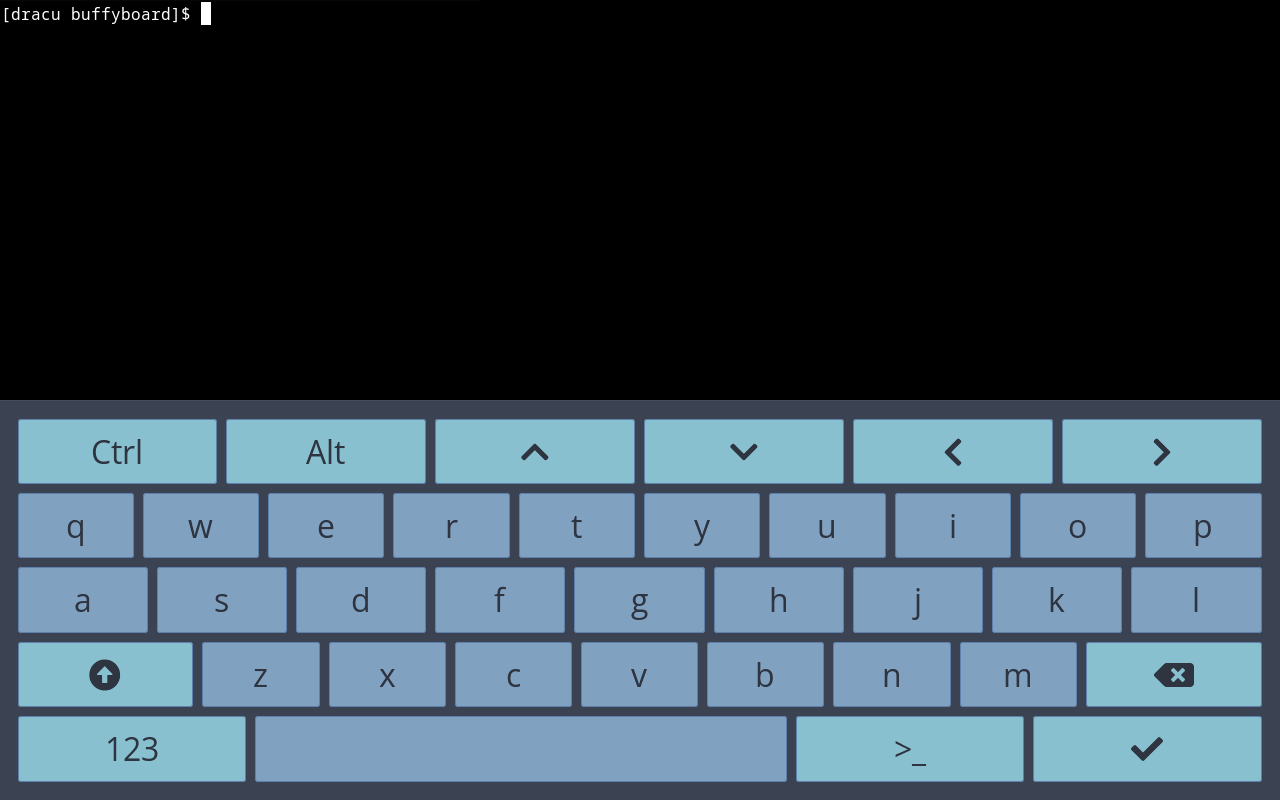 [dracu buffyboard]$
Ctrl Alt
q w e r t y u i o p
a s d f g h j k l
z x c v b n m
123 >_